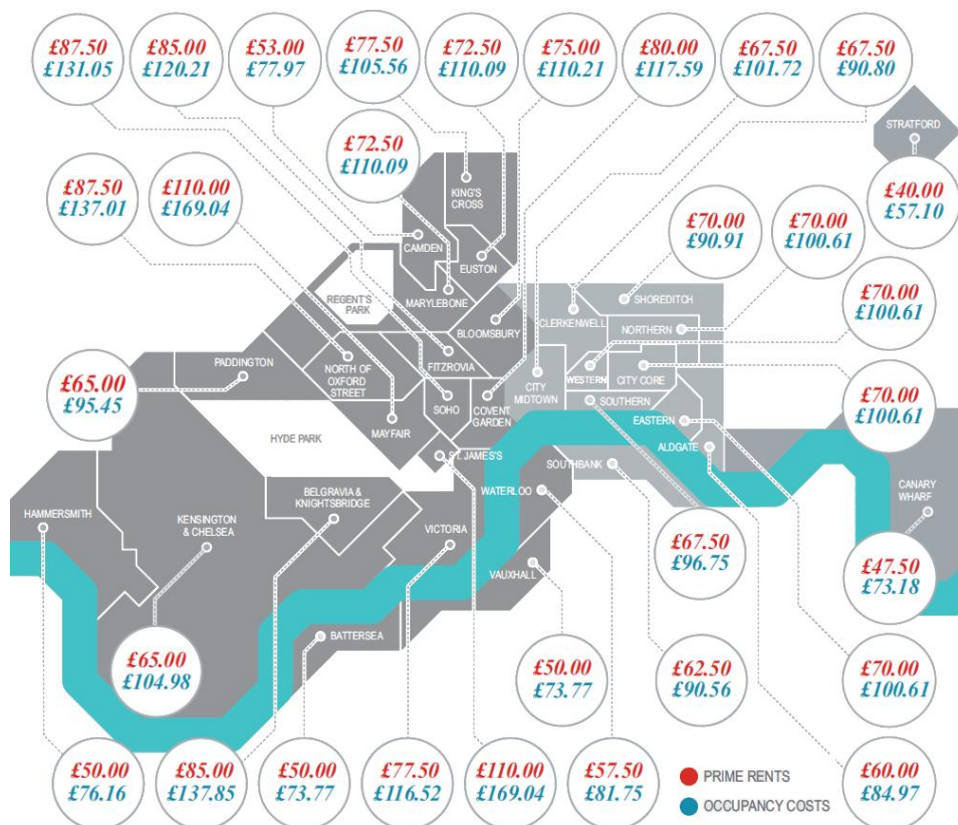 £87.50
£131.05
£85.00
£120.21
£53.00
£77.97
£77.50
£105.56
£72.50
£110.09
£75.00
£110.21
£80.00
£117.59
£67.50
£101.72
£67.50
£90.80
STRATFORD
£40.00
£57.10
£72.50
£110.09
£87.50
£137.01
£110.00
£169.04
KING'S
CROSS
CAMDEN
EUSTON
£70.00
£90.91
£70.00
£100.61
REGENT'S
PARK
MARYLEBONE
BLOOMSBURY
CLERKENWELL
SHOREDITCH
NORTHERN
£70.00
£100.61
PADDINGTON
NORTH OF
OXFORD
STREET
FITZROVIA
SOHO
COVENT
GARDEN
CITY
MIDTOWN
WESTERN
CITY CORE
SOUTHERN
£65.00
£95.45
£70.00
£100.61
HYDE PARK
MAYFAIR
EASTERN
ALDGATE
ST. JAMES'S
SOUTHBANK
HAMMERSMITH
KENSINGTON
& CHELSEA
BELGRAVIA &
KNIGHTSBRIDGE
VICTORIA
WATERLOO
CANARY
WHARF
VAUXHALL
£67.50
£96.75
£47.50
£73.18
BATTERSEA
£65.00
£104.98
£50.00
£73.77
£62.50
£90.56
£70.00
£100.61
£50.00
£76.16
£85.00
£137.85
£50.00
£73.77
£77.50
£116.52
£110.00
£169.04
£57.50
£81.75
PRIME RENTS
OCCUPANCY COSTS
£60.00
£84.97